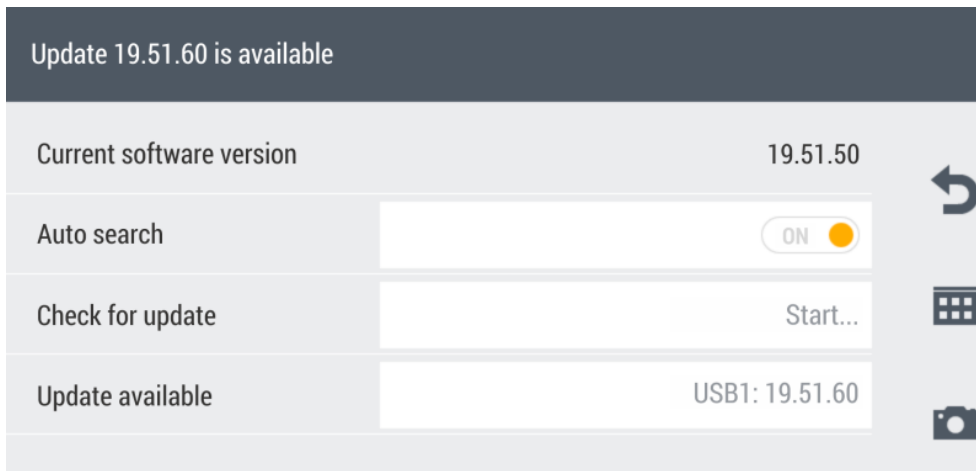 Update 19.51.60 is available
Current software version 19.51.50
Auto search ON
Check for update Start...
Update available USB1: 19.51.60